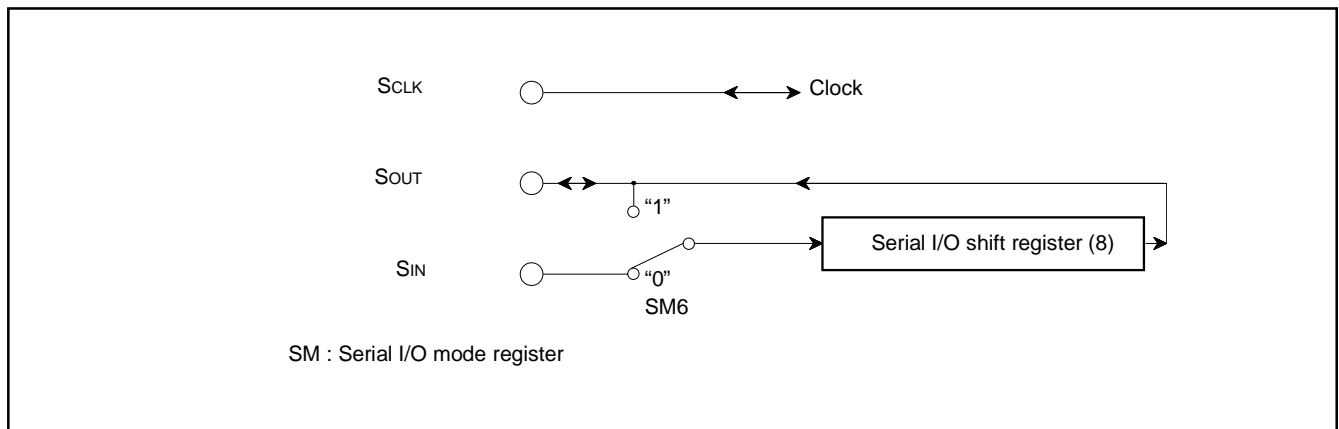 SCLK
Clock
SOUT
“1”
Serial I/O shift register (8)
SIN
“0”
SM6
SM : Serial I/O mode register